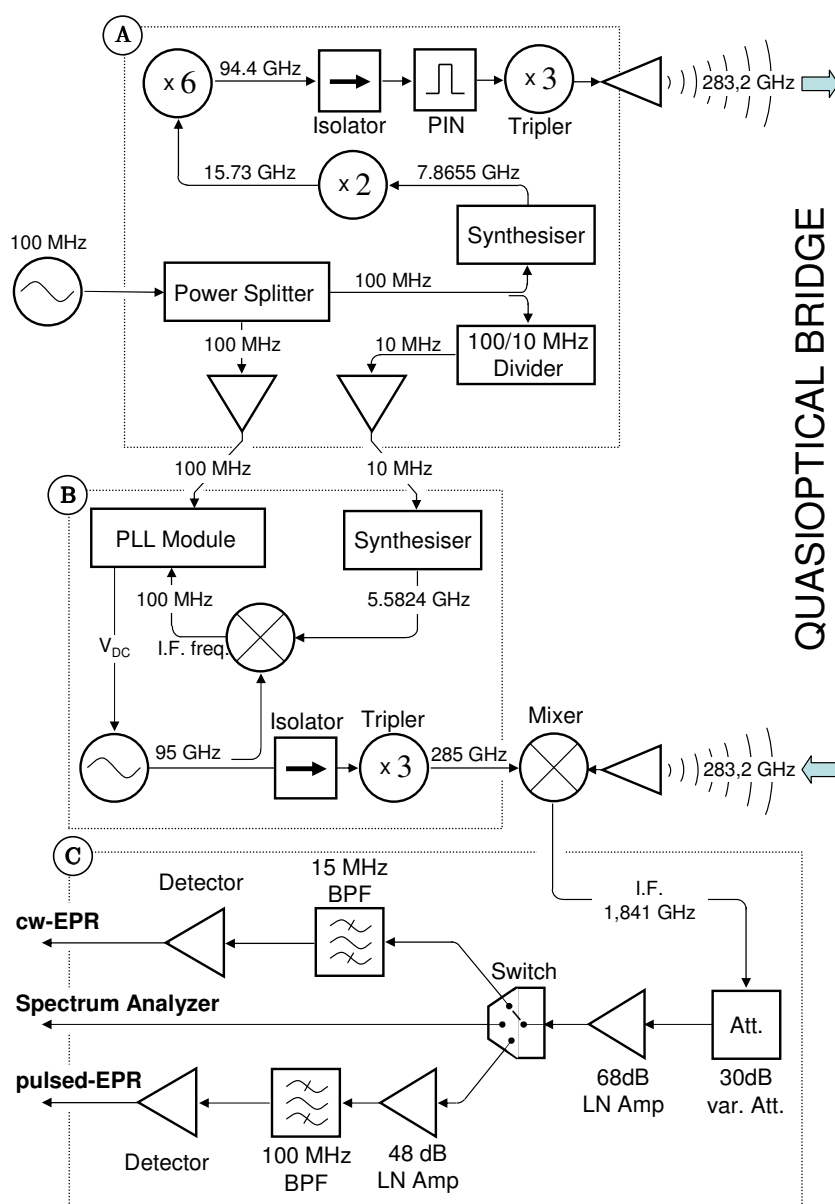 A
x 6
94.4 GHz
Isolator
PIN
x 3
Tripler
283,2 GHz
15.73 GHz
x 2
7.8655 GHz
Synthesiser
100 MHz
Power Splitter
100 MHz
100 MHz
10 MHz
100/10 MHz
Divider
QUASIOPTICAL BRIDGE
100 MHz
10 MHz
B
PLL Module
Synthesiser
100 MHz
I.F. freq.
5.5824 GHz
VDC
95 GHz
Isolator
Tripler
x 3
285 GHz
Mixer
283,2 GHz
C
Detector
15 MHz
BPF
I.F.
1,841 GHz
cw-EPR
Switch
Spectrum Analyzer
Att.
68dB
LN Amp
30dB
var. Att.
pulsed-EPR
Detector
100 MHz
BPF
48 dB
LN Amp